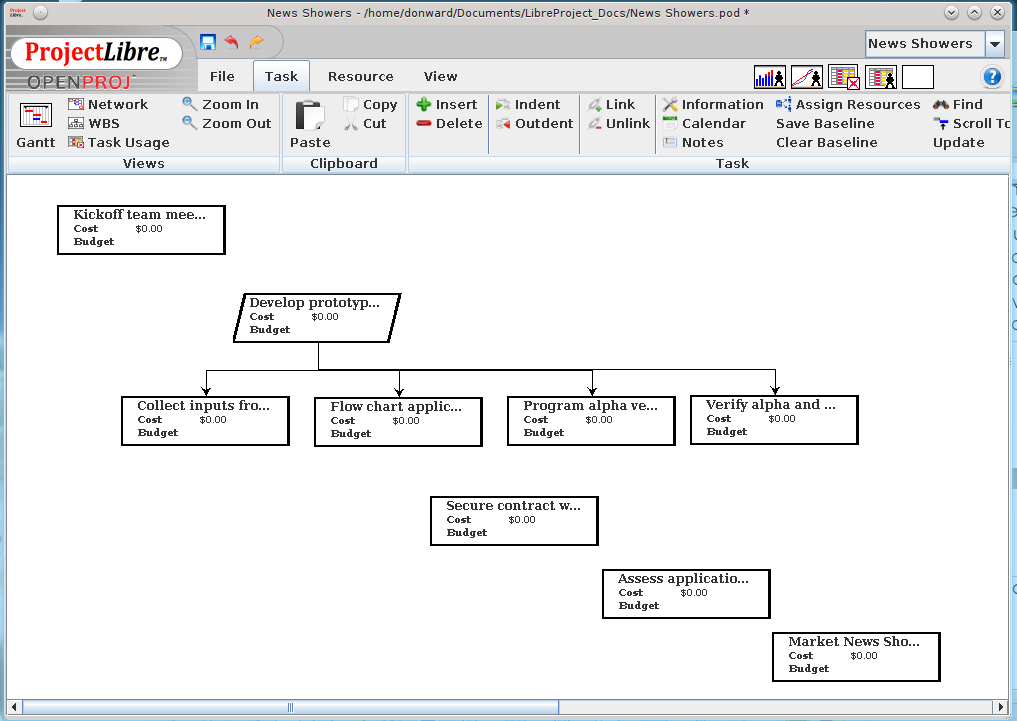 News Showers - /home/donward/Documents/LibreProject_Docs/News Showers.pod *
ProjectLibre™
OPENPROJ
News Showers
File Task Resource View
Network Zoom In Copy Insert Indent Link Information Assign Resources Find
WBS Zoom Out Cut Delete Outdent Unlink Calendar Save Baseline Scroll To
Gantt Task Usage Paste Notes Clear Baseline Update
Views Clipboard Task
Kickoff team mee...
Cost $0.00
Budget
Develop prototyp...
Cost $0.00
Budget
Collect inputs fro...
Cost $0.00
Budget
Flow chart applic...
Cost $0.00
Budget
Program alpha ve...
Cost $0.00
Budget
Verify alpha and ...
Cost $0.00
Budget
Secure contract w...
Cost $0.00
Budget
Assess applicatio...
Cost $0.00
Budget
Market News Sho...
Cost $0.00
Budget